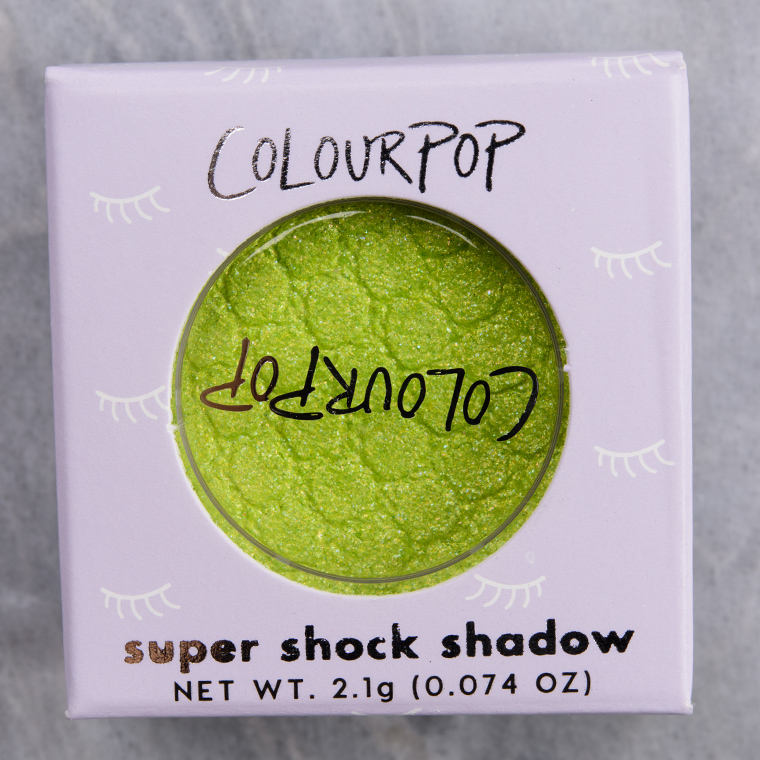 COLOURPOP
COLOURPOP
super shock shadow
NET WT. 2.1g (0.074 OZ)